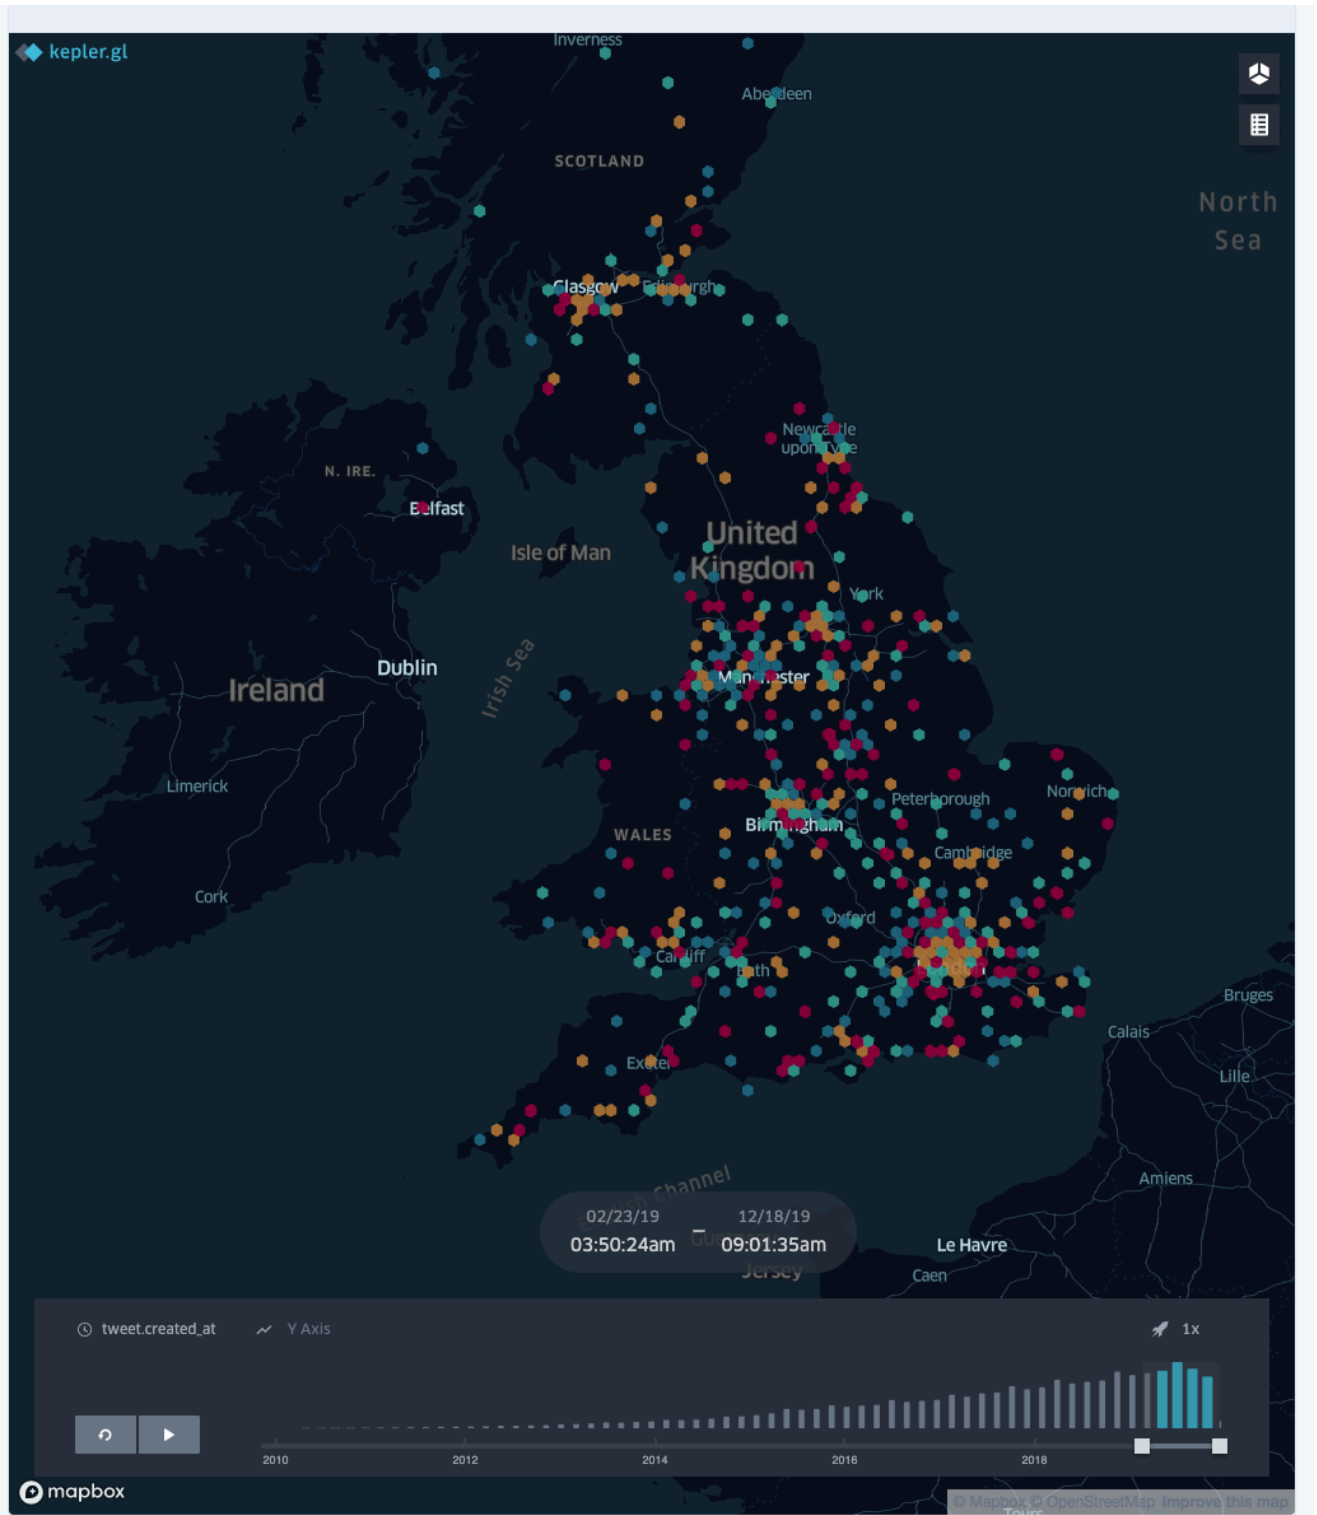 kepler.gl
Inverness
Aberdeen
SCOTLAND
North
Sea
Glasgow
Edinburgh
Newcastle
upon Tyne
N. IRE.
Belfast
United
Kingdom
Isle of Man
York
Irish Sea
Dublin
Manchester
Ireland
Limerick
Norwich
Peterborough
Birmingham
WALES
Cambridge
Cork
Oxford
Cardiff
Bath
London
Bruges
Calais
Exeter
Lille
English Channel
Amiens
02/23/19
12/18/19
03:50:24am
–
09:01:35am
Le Havre
Jersey
Caen
tweet.created_at
Y Axis
1x
2010
2012
2014
2016
2018
mapbox
© Mapbox © OpenStreetMap Improve this map
Tours